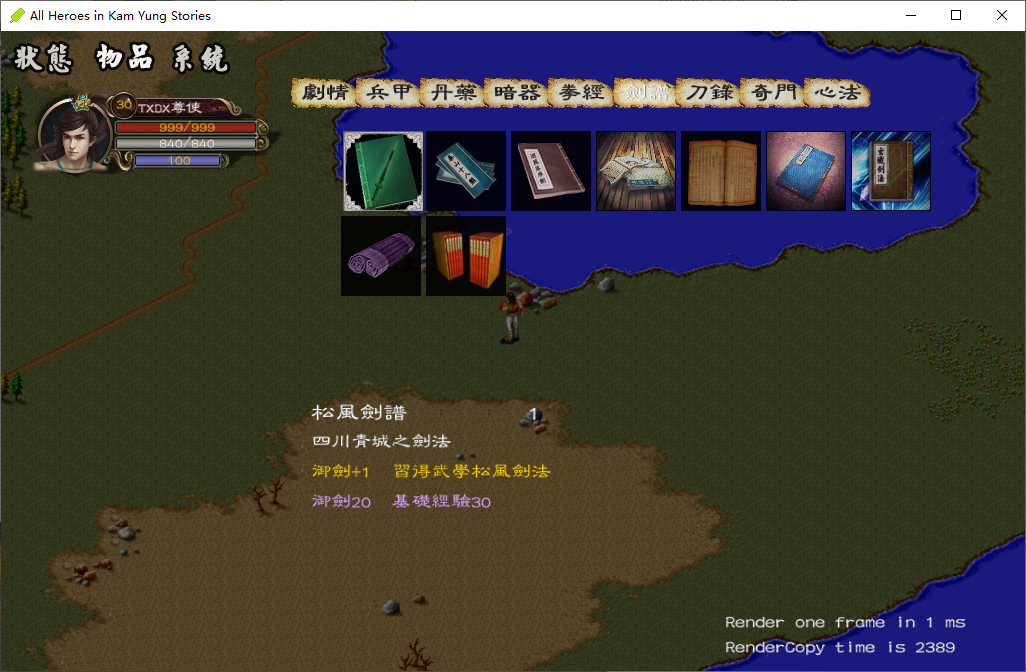 All Heroes in Kam Yung Stories
狀態 物品 系統
劇情 兵甲 丹藥 暗器 拳經 劍譜 刀錄 奇門 心法
30 TXDX尊使
999/999
840/840
100
松風劍譜 1
四川青城之劍法
御劍+1 習得武學松風劍法
御劍20 基礎經驗30
Render one frame in 1 ms
RenderCopy time is 2389